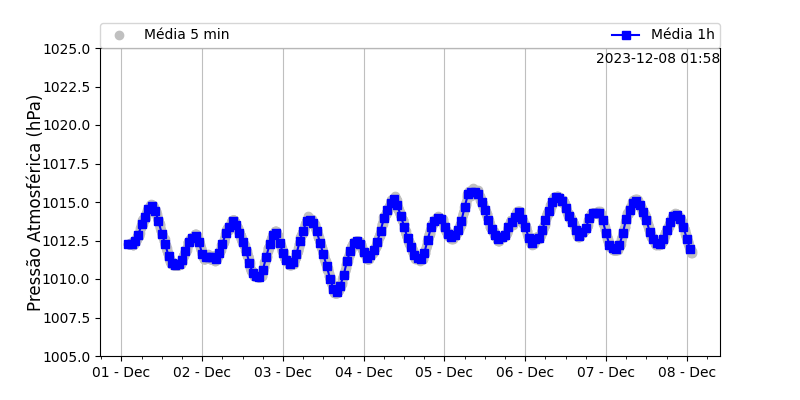 Média 5 min
Média 1h
2023-12-08 01:58
Pressão Atmosférica (hPa)
1025.0
1022.5
1020.0
1017.5
1015.0
1012.5
1010.0
1007.5
1005.0
01 - Dec
02 - Dec
03 - Dec
04 - Dec
05 - Dec
06 - Dec
07 - Dec
08 - Dec